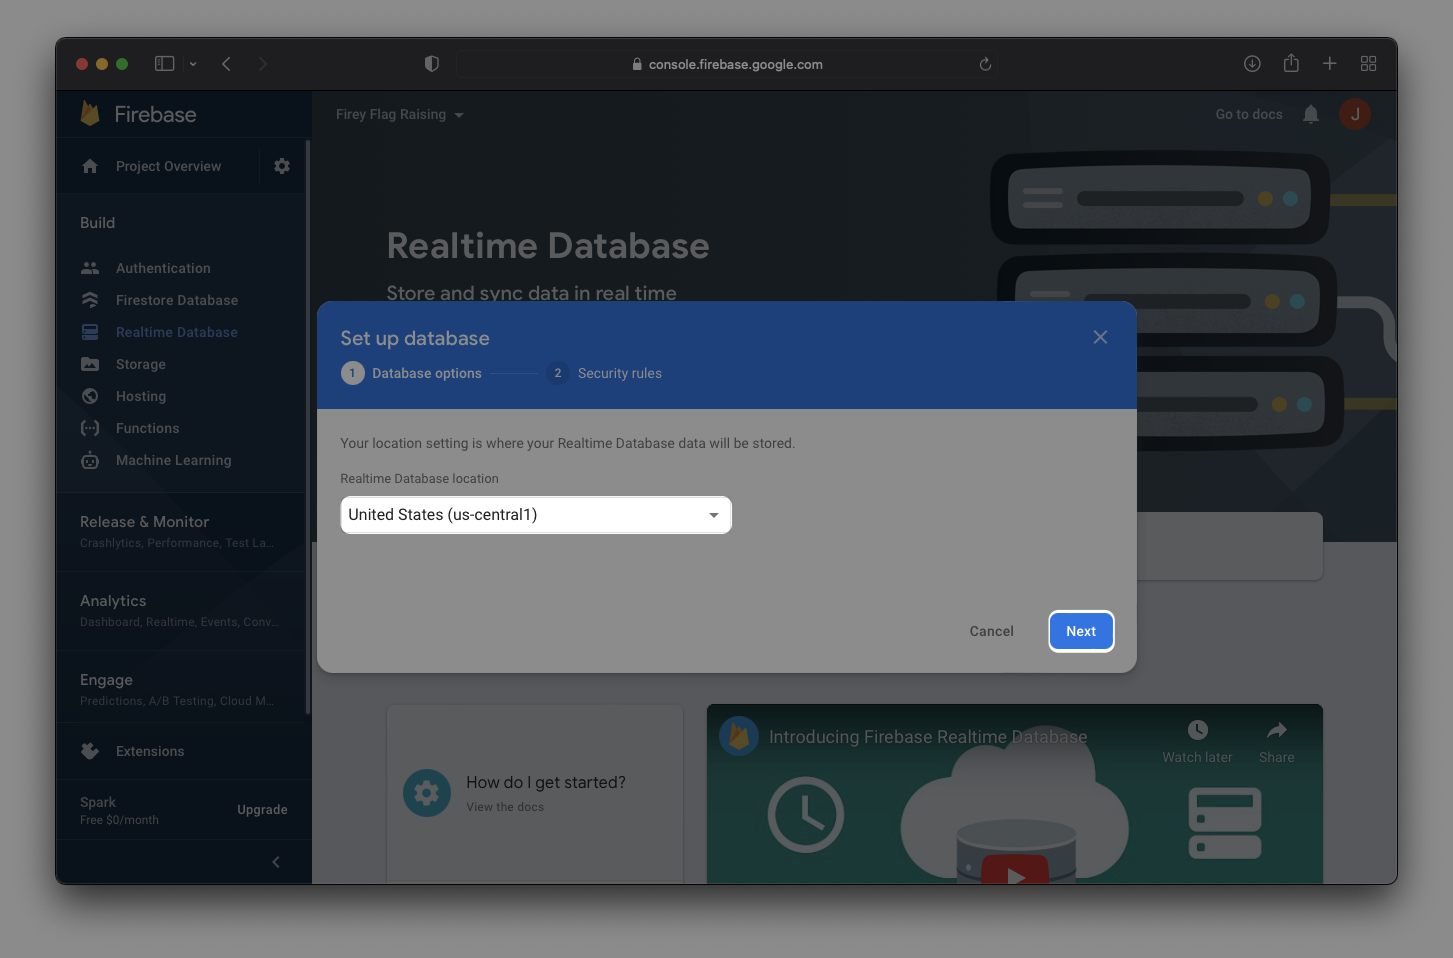 console.firebase.google.com
Firebase
Firey Flag Raising
Go to docs
J
Project Overview
Build
Authentication
Firestore Database
Realtime Database
Storage
Hosting
Functions
Machine Learning
Release & Monitor
Crashlytics, Performance, Test La...
Analytics
Dashboard, Realtime, Events, Conv...
Engage
Predictions, A/B Testing, Cloud M...
Extensions
Spark
Free $0/month
Upgrade
Realtime Database
Store and sync data in real time
Set up database
1 Database options
2 Security rules
Your location setting is where your Realtime Database data will be stored.
Realtime Database location
United States (us-central1)
Cancel
Next
How do I get started?
View the docs
Introducing Firebase Realtime Database
Watch later
Share